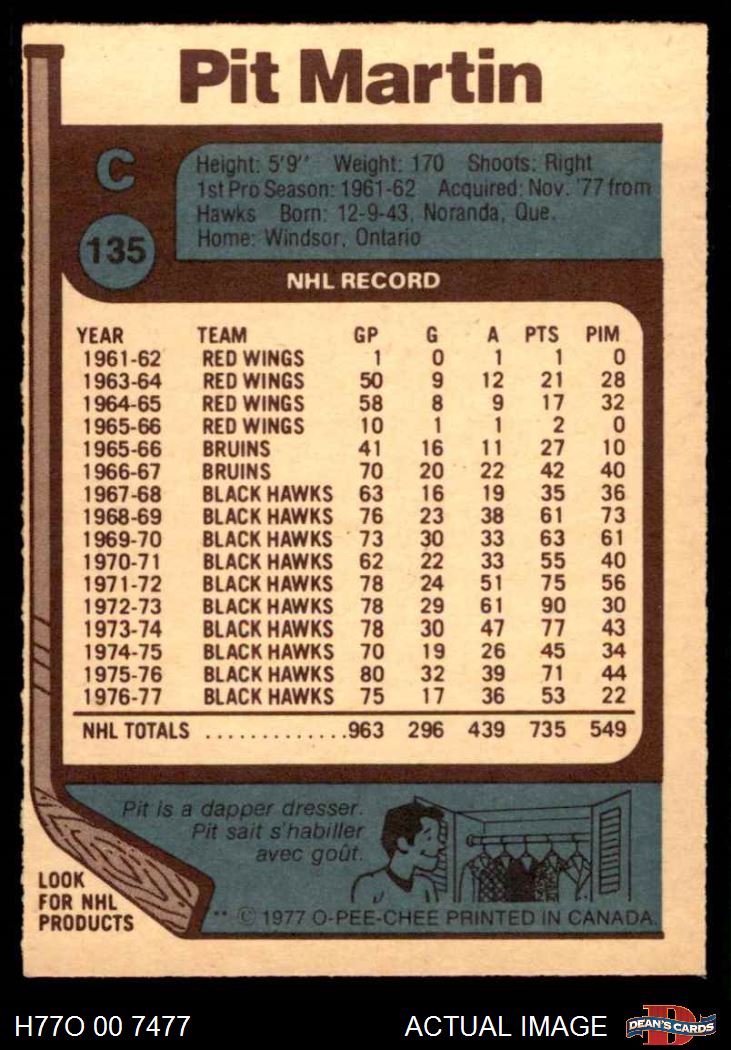 Pit Martin
C
135
Height: 5'9'' Weight: 170 Shoots: Right
1st Pro Season: 1961-62 Acquired: Nov. '77 from
Hawks Born: 12-9-43, Noranda, Que.
Home: Windsor, Ontario
NHL RECORD
YEAR TEAM GP G A PTS PIM
1961-62 RED WINGS 1 0 1 1 0
1963-64 RED WINGS 50 9 12 21 28
1964-65 RED WINGS 58 8 9 17 32
1965-66 RED WINGS 10 1 1 2 0
1965-66 BRUINS 41 16 11 27 10
1966-67 BRUINS 70 20 22 42 40
1967-68 BLACK HAWKS 63 16 19 35 36
1968-69 BLACK HAWKS 76 23 38 61 73
1969-70 BLACK HAWKS 73 30 33 63 61
1970-71 BLACK HAWKS 62 22 33 55 40
1971-72 BLACK HAWKS 78 24 51 75 56
1972-73 BLACK HAWKS 78 29 61 90 30
1973-74 BLACK HAWKS 78 30 47 77 43
1974-75 BLACK HAWKS 70 19 26 45 34
1975-76 BLACK HAWKS 80 32 39 71 44
1976-77 BLACK HAWKS 75 17 36 53 22
NHL TOTALS .............963 296 439 735 549
Pit is a dapper dresser.
Pit sait s'habiller
avec goût.
LOOK
FOR NHL
PRODUCTS
** © 1977 O-PEE-CHEE PRINTED IN CANADA.
H77O 00 7477 ACTUAL IMAGE
D
DEAN'S CARDS